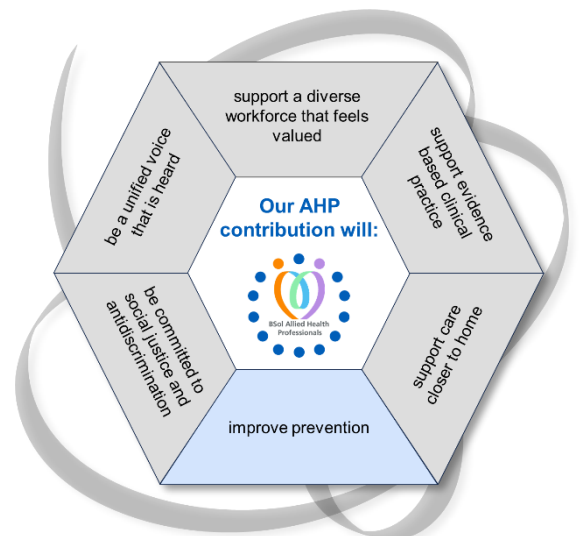 support a diverse
workforce that feels
valued
support evidence
based clinical
practice
support care
closer to home
improve prevention
be committed to
social justice and
antidiscrimination
be a unified voice
that is heard
Our AHP
contribution will:
BSol Allied Health
Professionals